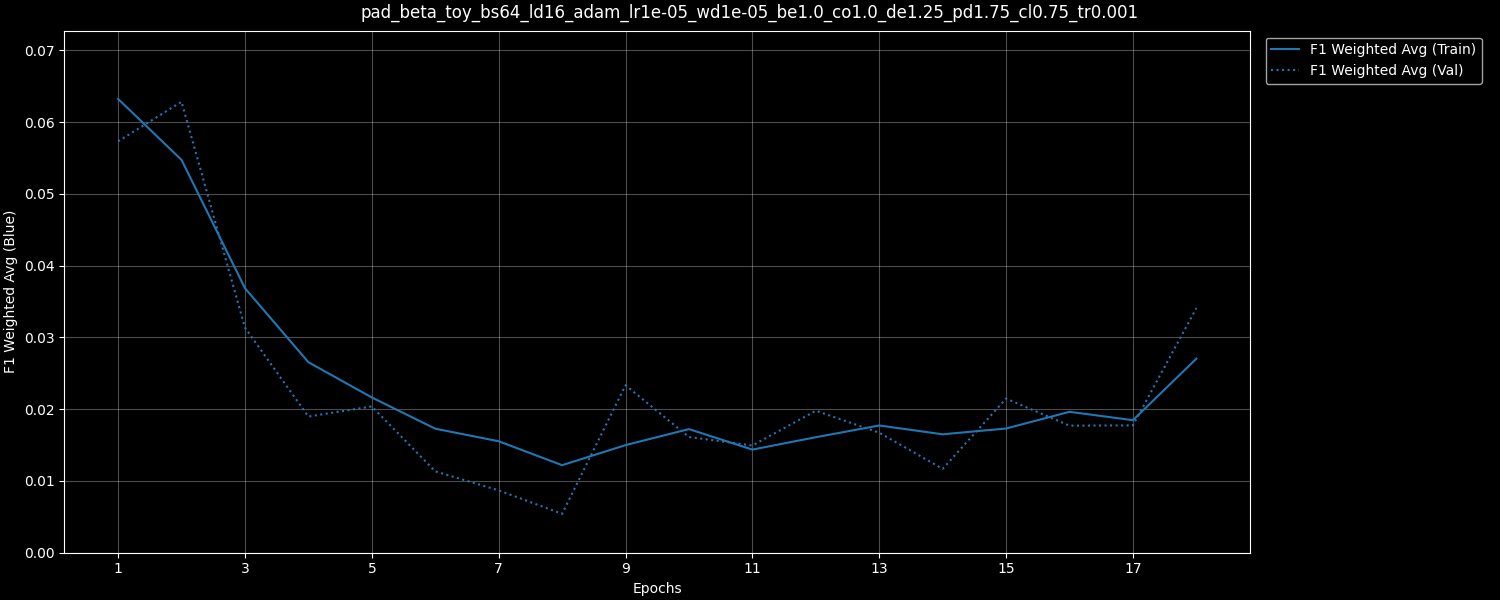 pad_beta_toy_bs64_ld16_adam_lr1e-05_wd1e-05_be1.0_co1.0_de1.25_pd1.75_cl0.75_tr0.001
F1 Weighted Avg (Train)
F1 Weighted Avg (Val)
F1 Weighted Avg (Blue)
0.07
0.06
0.05
0.04
0.03
0.02
0.01
0.00
1 3 5 7 9 11 13 15 17
Epochs